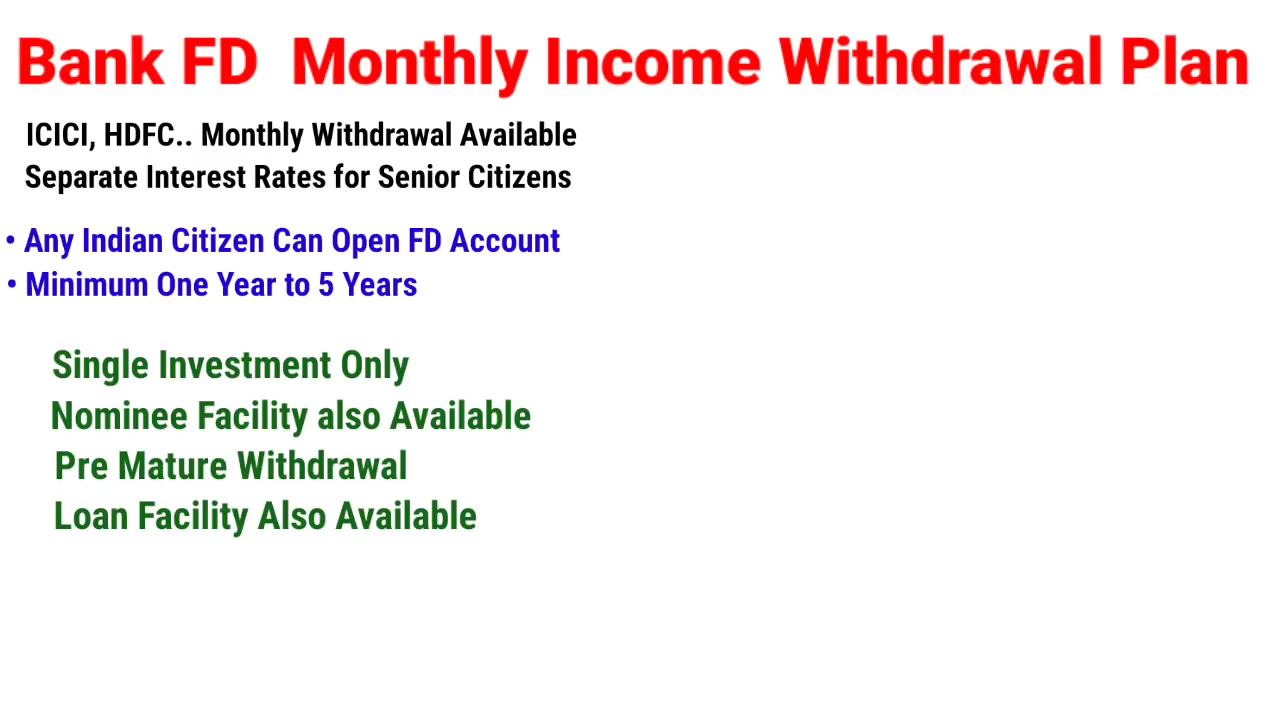 Bank FD Monthly Income Withdrawal Plan
ICICI, HDFC.. Monthly Withdrawal Available
Separate Interest Rates for Senior Citizens
• Any Indian Citizen Can Open FD Account
• Minimum One Year to 5 Years
Single Investment Only
Nominee Facility also Available
Pre Mature Withdrawal
Loan Facility Also Available